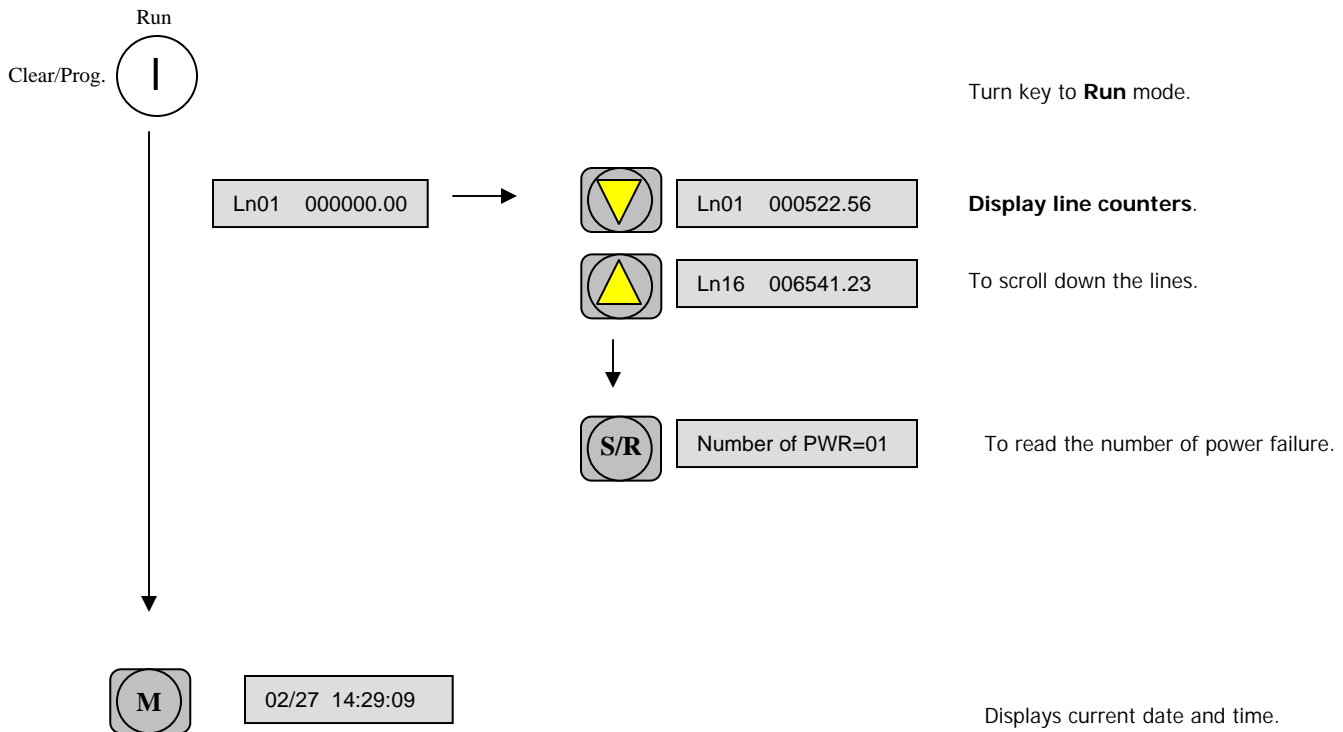 Run
Clear/Prog.
I
Turn key to Run mode.
Ln01 000000.00
Ln01 000522.56
Display line counters.
Ln16 006541.23
To scroll down the lines.
S/R
Number of PWR=01
To read the number of power failure.
M
02/27 14:29:09
Displays current date and time.